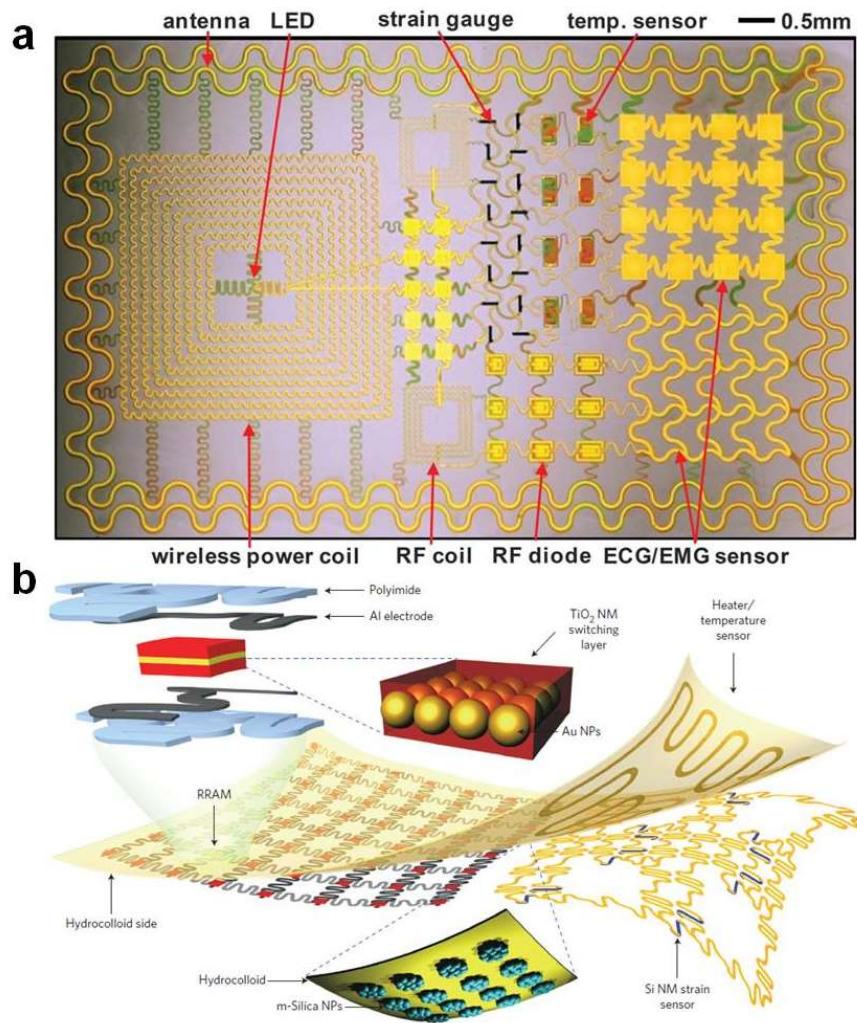 a
antenna LED strain gauge temp. sensor 0.5mm
wireless power coil RF coil RF diode ECG/EMG sensor
b
Polyimide
Al electrode
TiO2 NM
switching
layer
Heater/
temperature
sensor
Au NPs
RRAM
Hydrocolloid side
Hydrocolloid
m-Silica NPs
Si NM strain
sensor